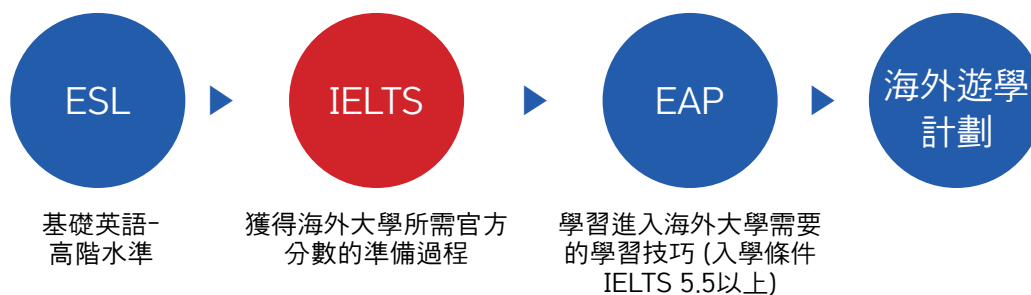 ESL
IELTS
EAP
海外遊學
計劃
基礎英語-
高階水準
獲得海外大學所需官方
分數的準備過程
學習進入海外大學需要
的學習技巧 (入學條件
IELTS 5.5以上)